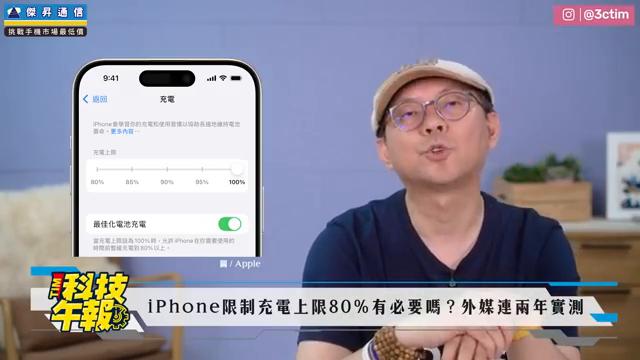 傑昇通信
挑戰手機市場最低價
@3ctim
9:41
返回
充電
iPhone會學習你的充電和使用習慣以協助長遠地維持電池
壽命。更多內容…
充電上限
80% 85% 90% 95% 100%
最佳化電池充電
當充電上限設為100%時，允許iPhone在你需要使用的
時間前暫緩充電到80%以上。
圖 / Apple
科技
午報
iPhone限制充電上限80%有必要嗎？外媒連兩年實測